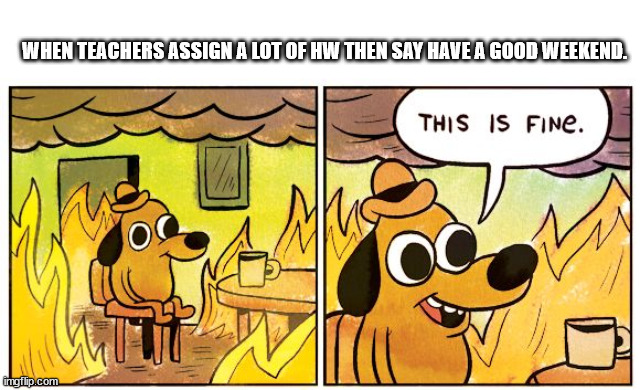 WHEN TEACHERS ASSIGN A LOT OF HW THEN SAY HAVE A GOOD WEEKEND.
THIS IS FINE.
imgflip.com